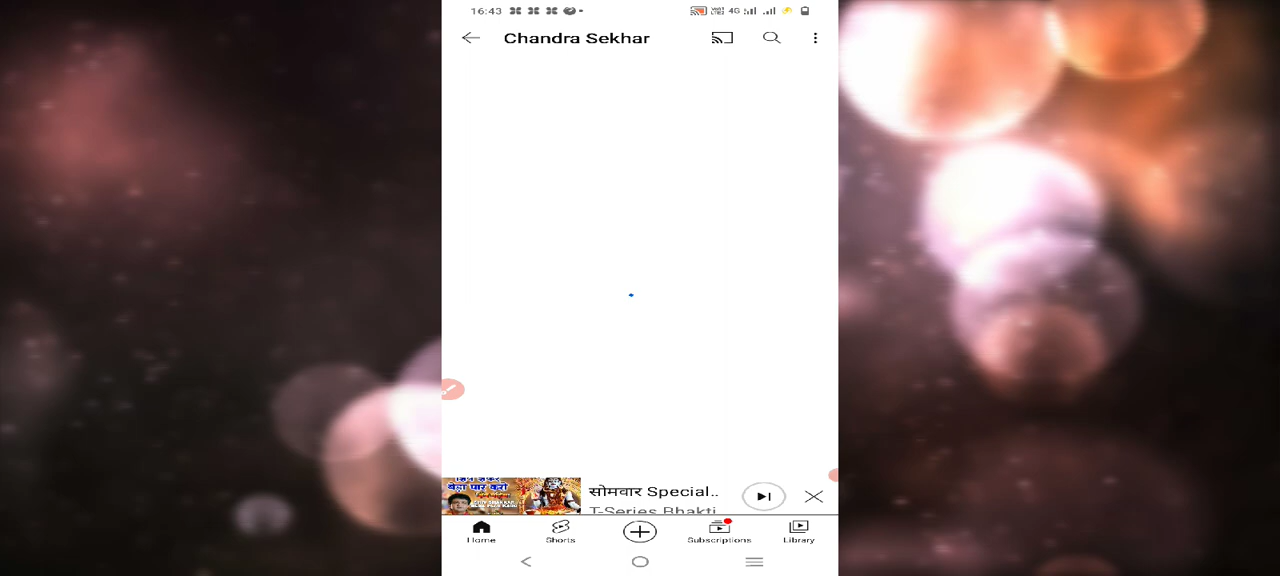 16:43 4G
Chandra Sekhar
सोमवार Special..
T-Series Bhakti
Home Shorts Subscriptions Library